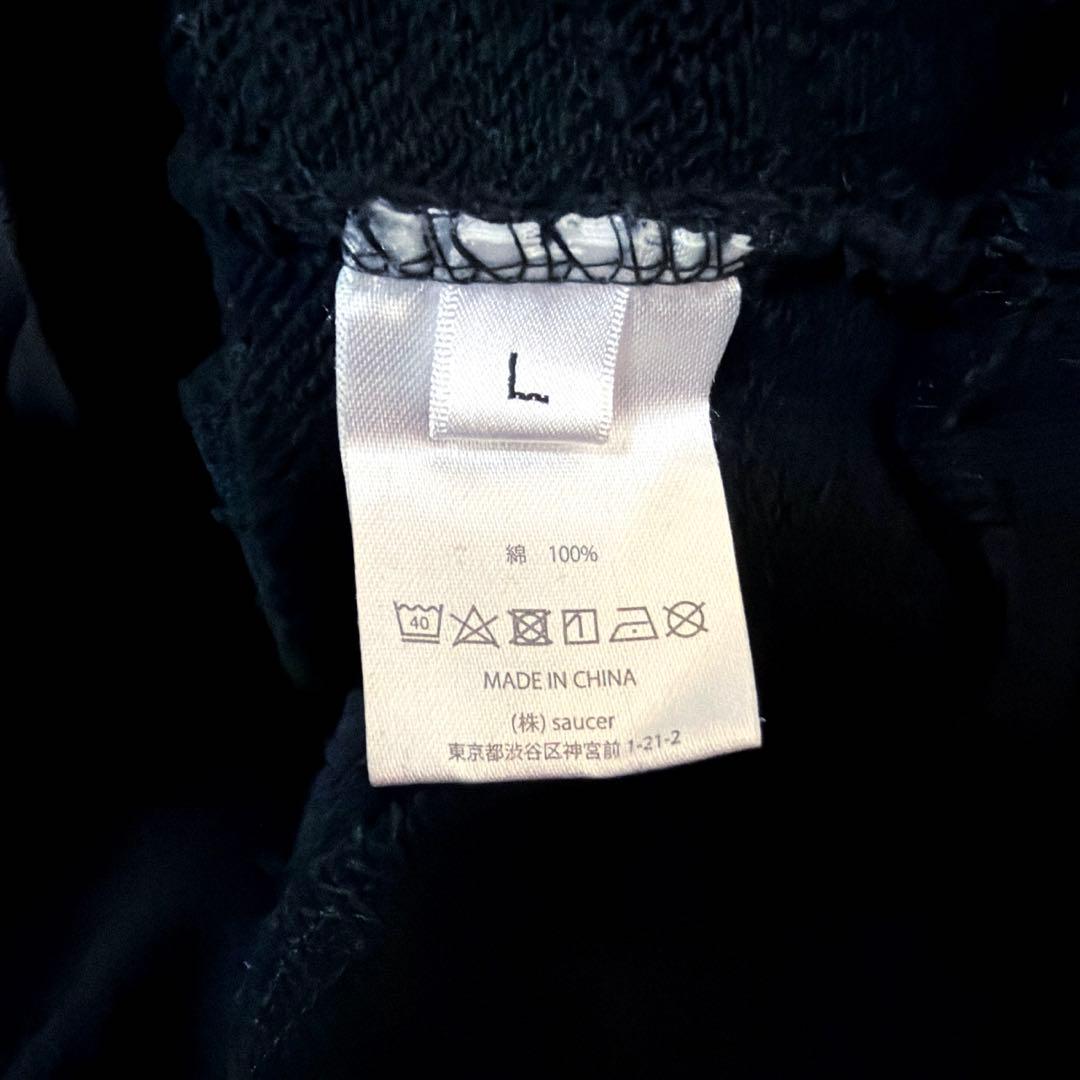 L
綿 100%
40
MADE IN CHINA
(株) saucer
東京都渋谷区神宮前 1-21-2